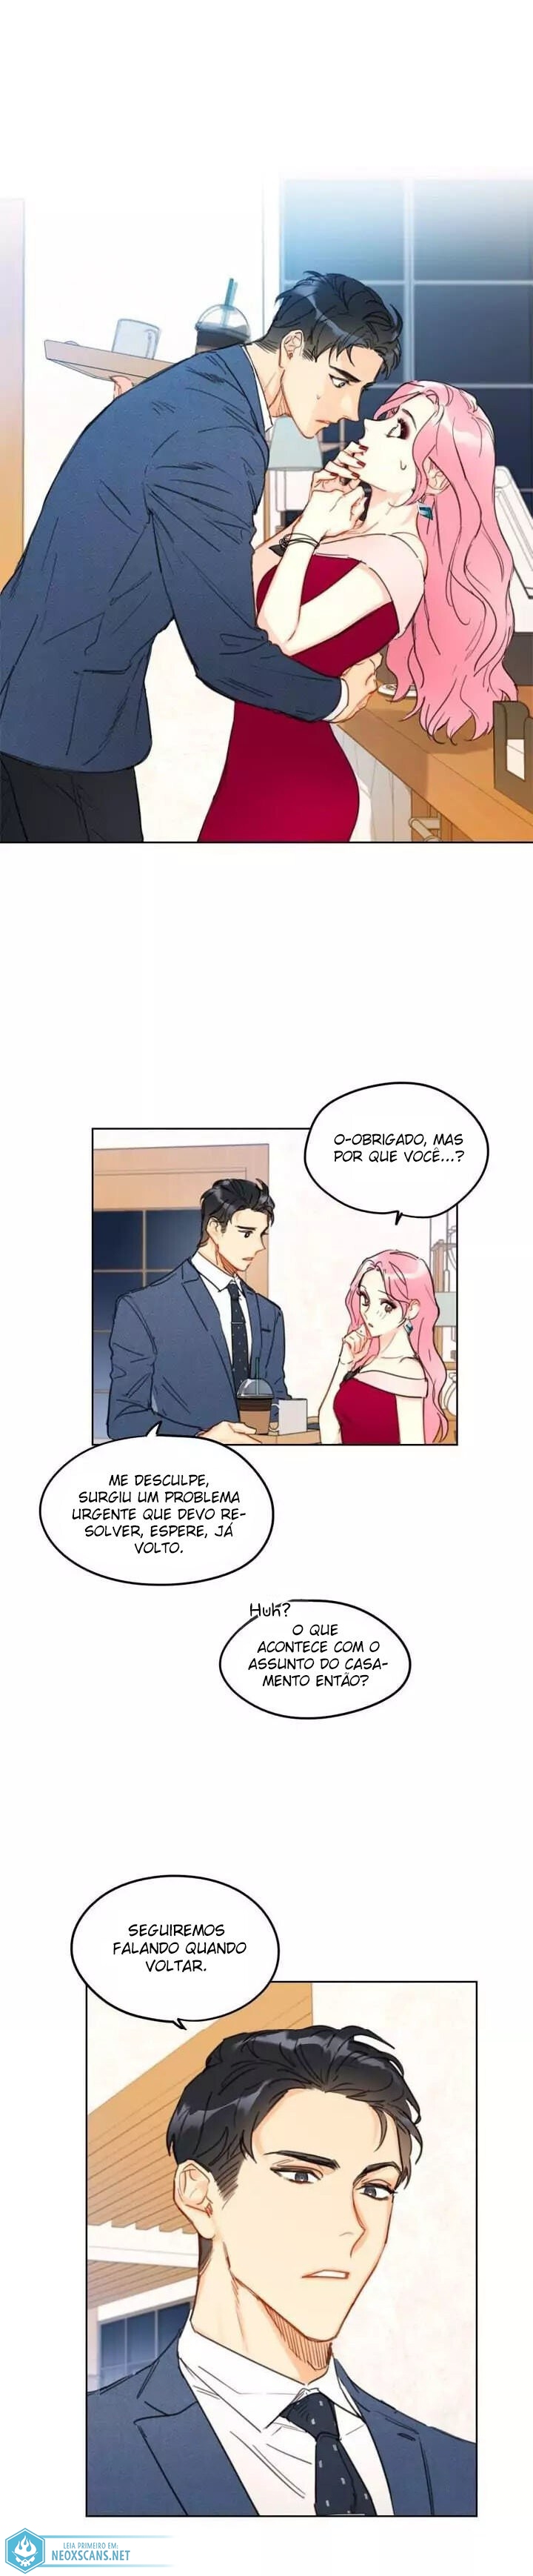 O-OBRIGADO, MAS
POR QUE VOCÊ...?
ME DESCULPE,
SURGIU UM PROBLEMA
URGENTE QUE DEVO RE-
SOLVER, ESPERE, JÁ
VOLTO.
Huh?
O QUE
ACONTECE COM O
ASSUNTO DO CASA-
MENTO ENTÃO?
SEGUIREMOS
FALANDO QUANDO
VOLTAR.
LEIA PRIMEIRO EM:
NEOXSCANS.NET